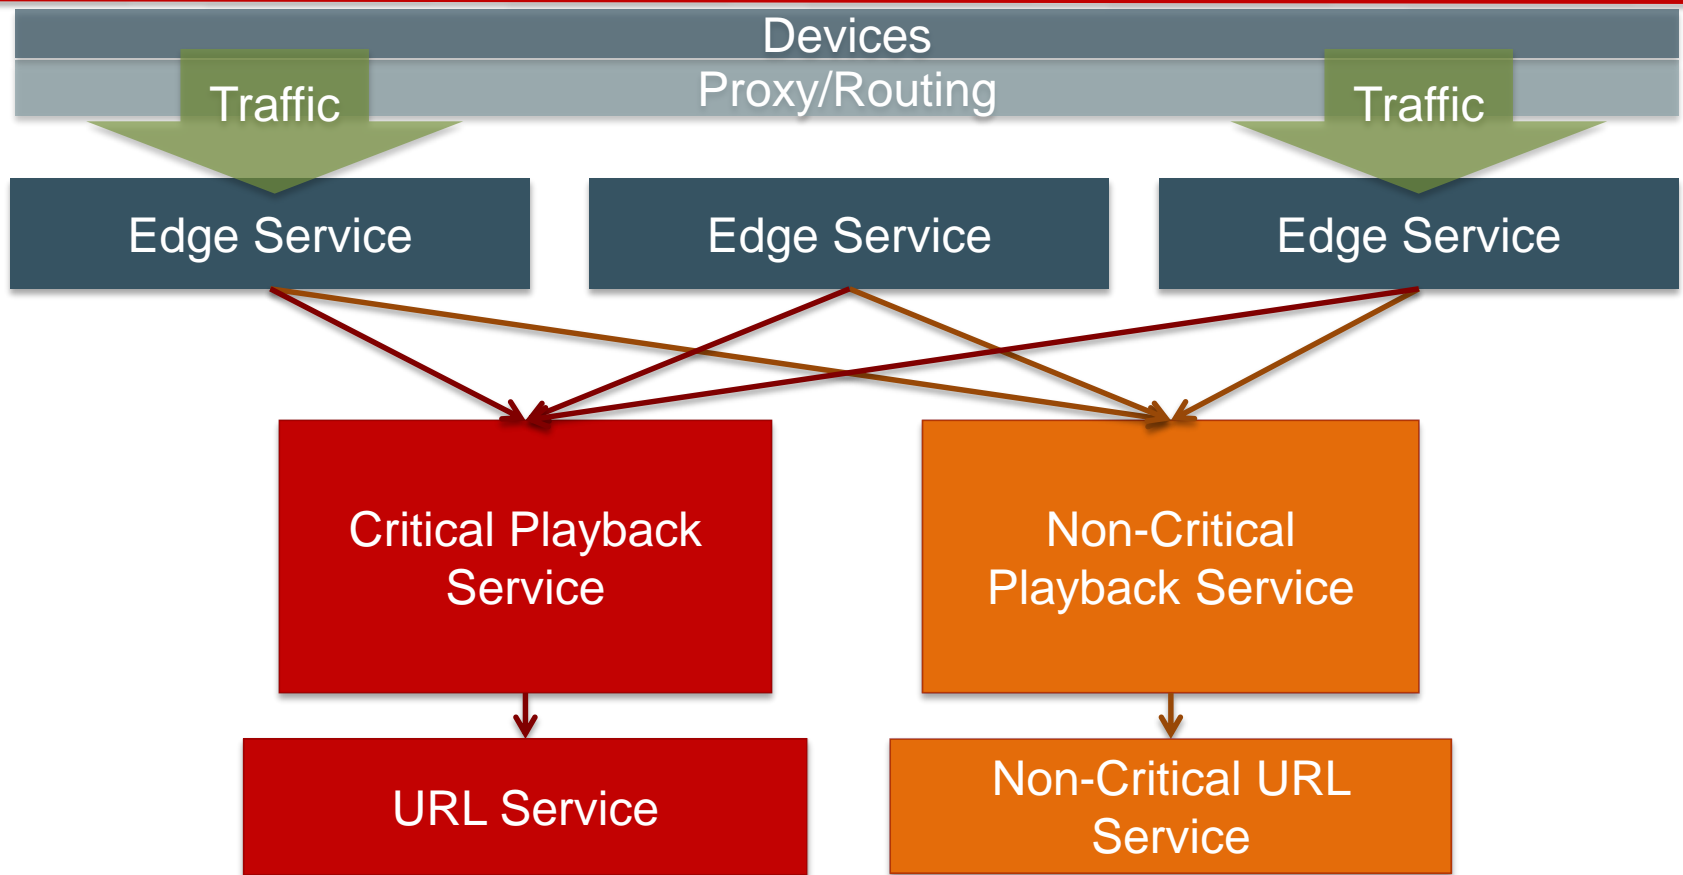 Devices
Proxy/Routing
Traffic
Traffic
Edge Service
Edge Service
Edge Service
Critical Playback
Service
Non-Critical
Playback Service
URL Service
Non-Critical URL
Service